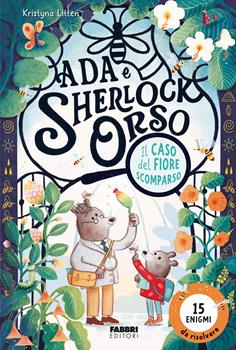 Kristyna Litten
ADA e
SHERLOCK
ORSO
IL CASO
del FIORE
SCOMPARSO
15
ENIGMI
da risolvere
FABBRI
EDITORI